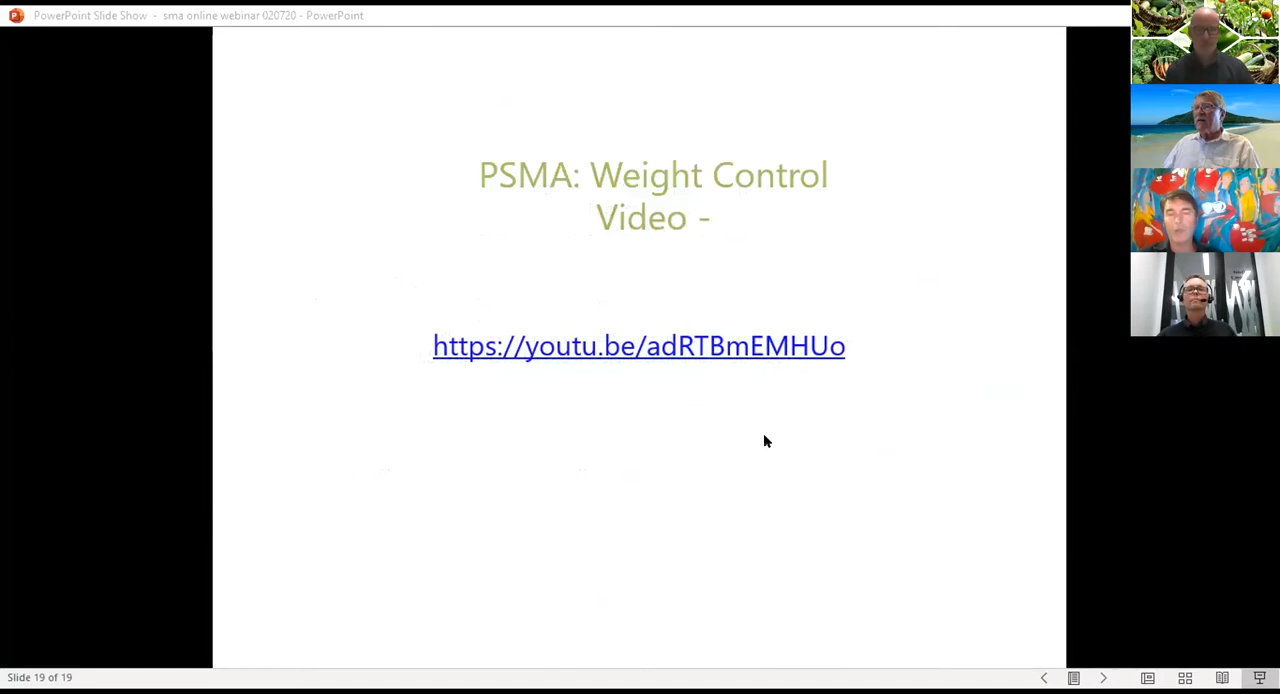 PowerPoint Slide Show - sma online webinar 020720 - PowerPoint
PSMA: Weight Control
Video -
https://youtu.be/adRTBmEMHUo
Slide 19 of 19